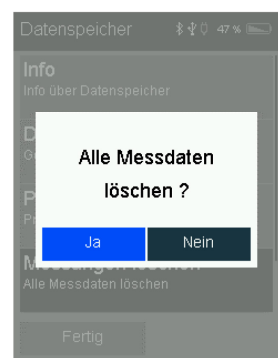 Datenspeicher 47 %
Info
Info über Datenspeicher
Alle Messdaten
löschen ?
Ja Nein
Alle Messdaten löschen
Fertig